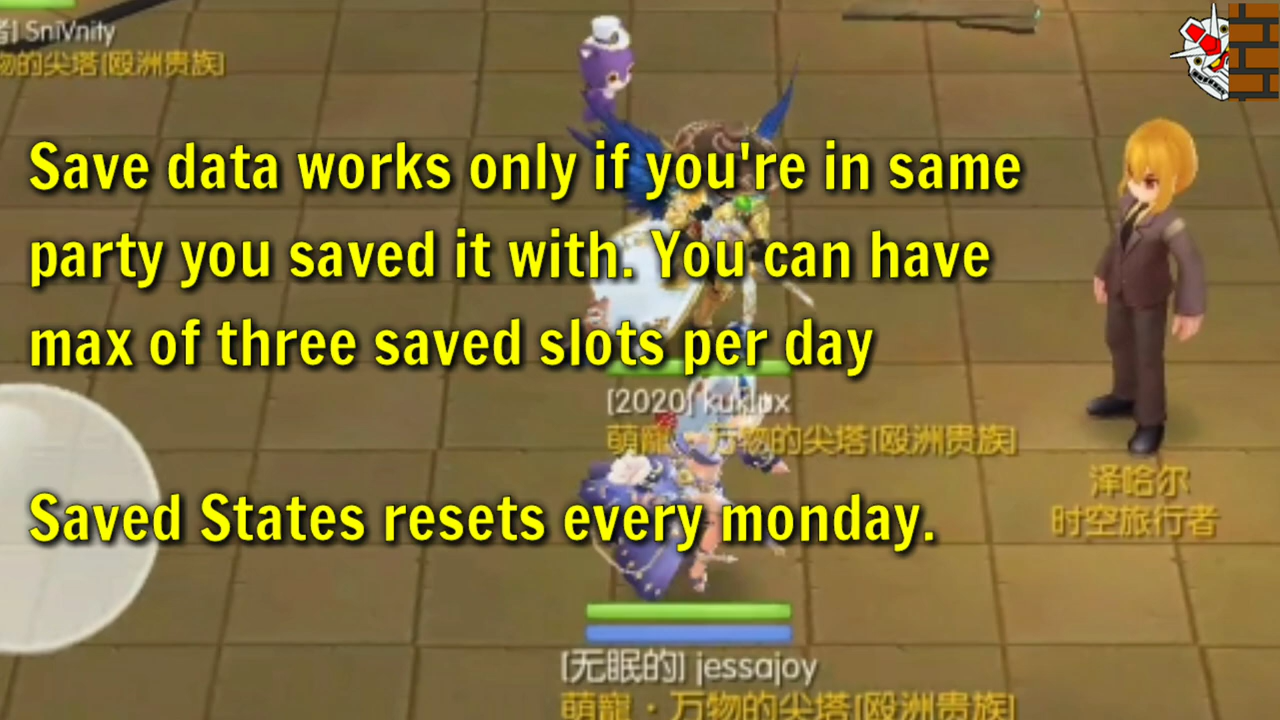 SniVnity
物的尖塔[殴洲贵族]
Save data works only if you're in same
party you saved it with. You can have
max of three saved slots per day
[2020] kuklux
萌寵・万物的尖塔[殴洲贵族]
泽哈尔
时空旅行者
Saved States resets every monday.
[无眠的] jessajoy
萌寵・万物的尖塔[殴洲贵族]